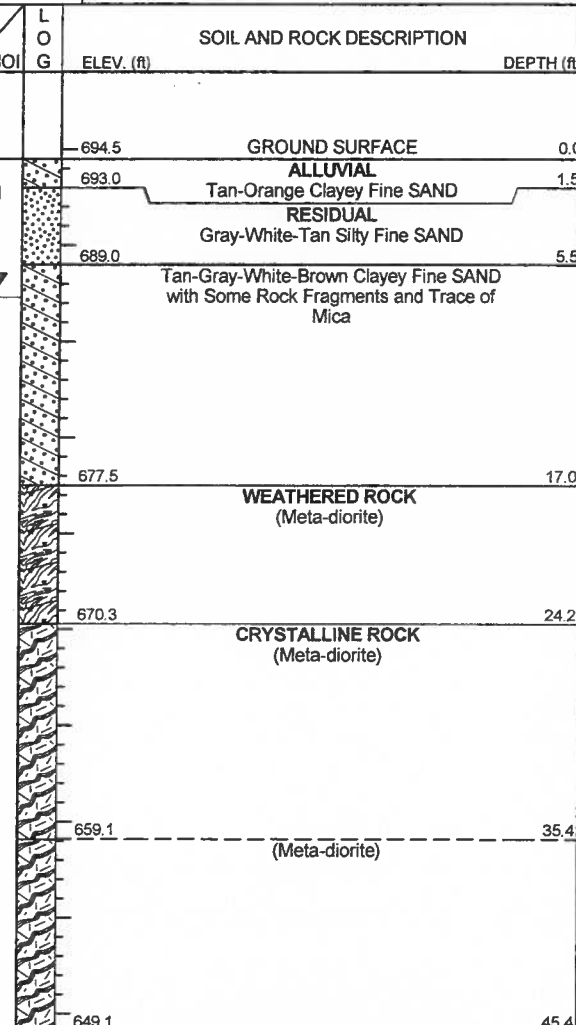 L
O
G
SOIL AND ROCK DESCRIPTION
ELEV. (ft) DEPTH (ft
694.5 GROUND SURFACE 0.0
ALLUVIAL
693.0 Tan-Orange Clayey Fine SAND 1.5
RESIDUAL
Gray-White-Tan Silty Fine SAND
689.0 5.5
Tan-Gray-White-Brown Clayey Fine SAND
with Some Rock Fragments and Trace of
Mica
677.5 17.0
WEATHERED ROCK
(Meta-diorite)
670.3 24.2
CRYSTALLINE ROCK
(Meta-diorite)
659.1 35.4
(Meta-diorite)
649.1 45.4